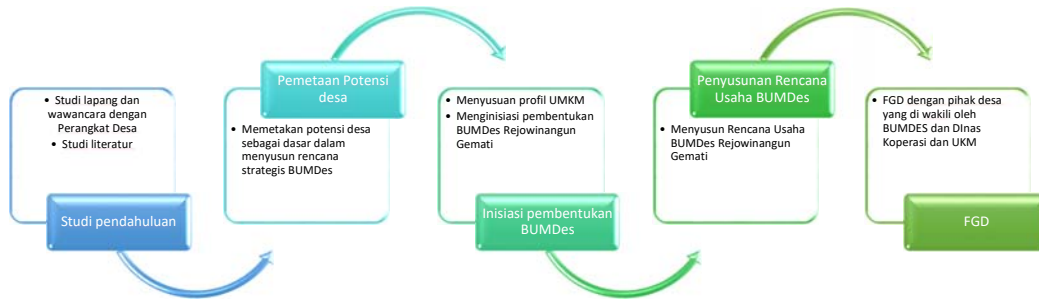 • Studi lapang dan
wawancara dengan
Perangkat Desa
• Studi literatur
Studi pendahuluan
Pemetaan Potensi
desa
• Memetakan potensi desa
sebagai dasar dalam
menyusun rencana
strategis BUMDes
• Menyusuan profil UMKM
• Menginisiasi pembentukan
BUMDes Rejowinangun
Gemati
Inisiasi pembentukan
BUMDes
Penyusunan Rencana
Usaha BUMDes
• Menyusun Rencana Usaha
BUMDes Rejowinangun
Gemati
• FGD dengan pihak desa
yang di wakili oleh
BUMDES dan DInas
Koperasi dan UKM
FGD